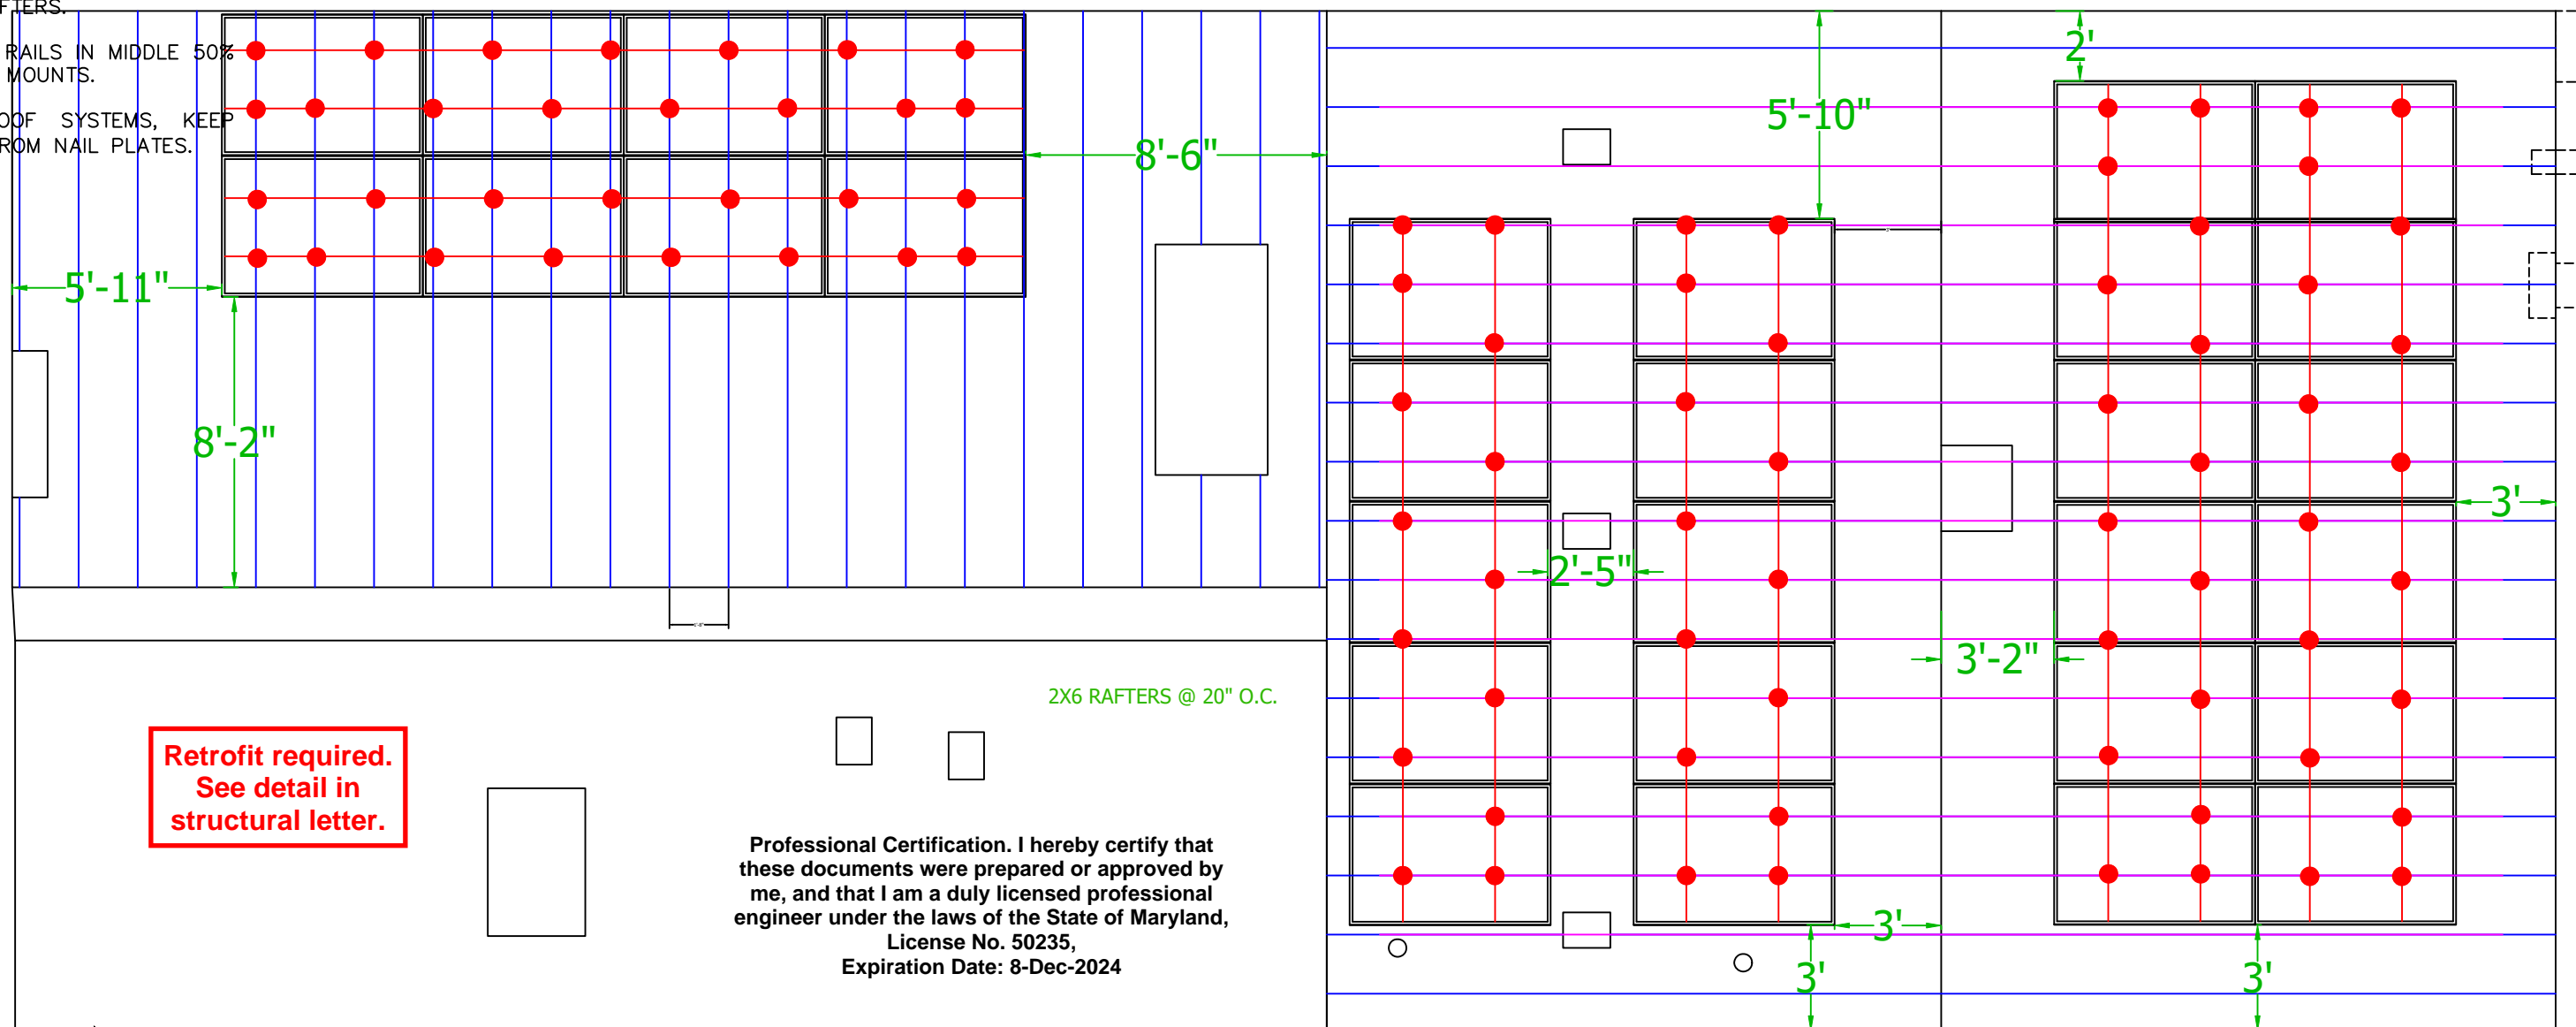 FTERS.
RAILS IN MIDDLE 50%
MOUNTS.
OOF SYSTEMS, KEEP
ROM NAIL PLATES.
8'-6"
5'-11"
8'-2"
5'-10"
2'
3'
2'-5"
3'-2"
3'
3'
3'
2X6 RAFTERS @ 20" O.C.
Retrofit required.
See detail in
structural letter.
Professional Certification. I hereby certify that
these documents were prepared or approved by
me, and that I am a duly licensed professional
engineer under the laws of the State of Maryland,
License No. 50235,
Expiration Date: 8-Dec-2024